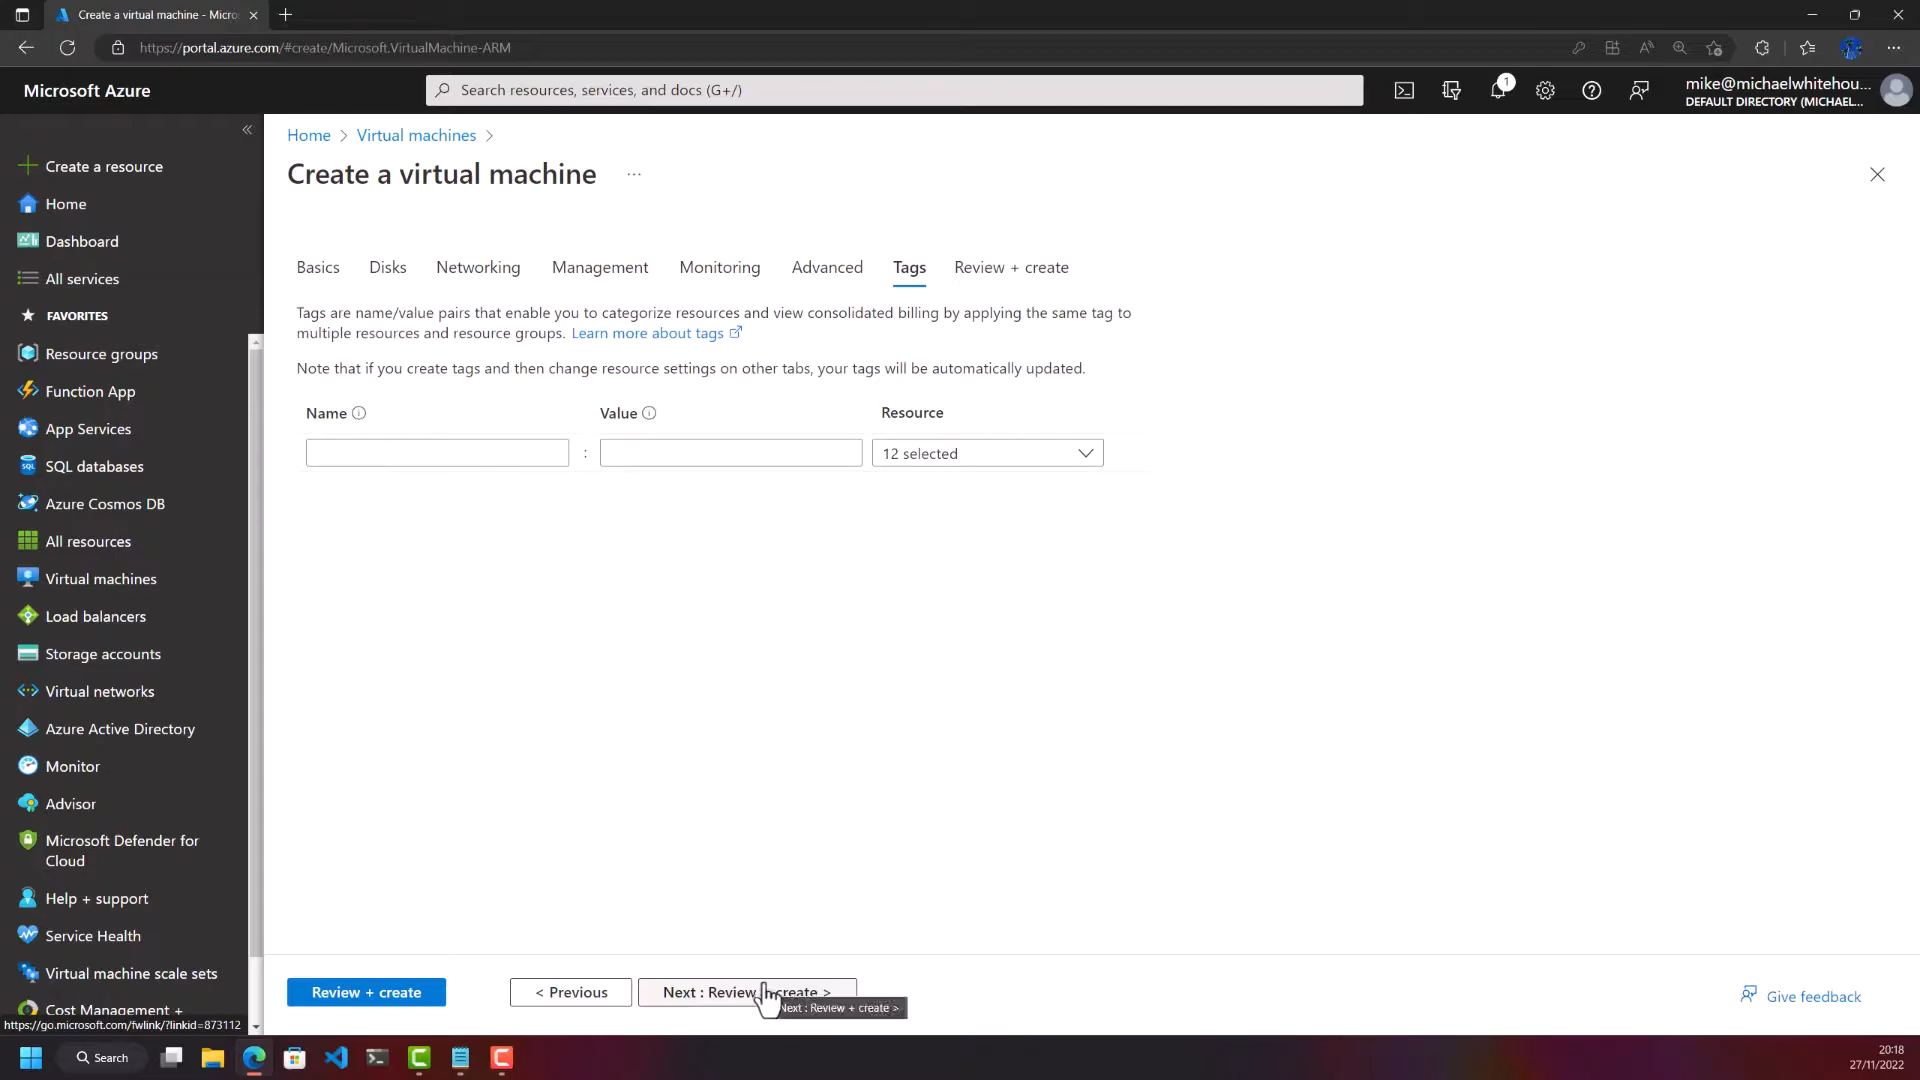 Create a virtual machine - Micro
https://portal.azure.com/#create/Microsoft.VirtualMachine-ARM
Microsoft Azure
Search resources, services, and docs (G+/)
1
mike@michaelwhitehou...
DEFAULT DIRECTORY (MICHAEL...
Create a resource
Home
Dashboard
All services
FAVORITES
Resource groups
Function App
App Services
SQL
SQL databases
Azure Cosmos DB
All resources
Virtual machines
Load balancers
Storage accounts
Virtual networks
Azure Active Directory
Monitor
Advisor
Microsoft Defender for
Cloud
Help + support
Service Health
Virtual machine scale sets
Cost Management +
https://go.microsoft.com/fwlink/?linkid=873112
Home > Virtual machines >
Create a virtual machine ...
Basics Disks Networking Management Monitoring Advanced Tags Review + create
Tags are name/value pairs that enable you to categorize resources and view consolidated billing by applying the same tag to
multiple resources and resource groups. Learn more about tags
Note that if you create tags and then change resource settings on other tabs, your tags will be automatically updated.
Name Value Resource
: 12 selected
Review + create < Previous Next : Review + create >
Next : Review + create >
Give feedback
Search
20:18
27/11/2022